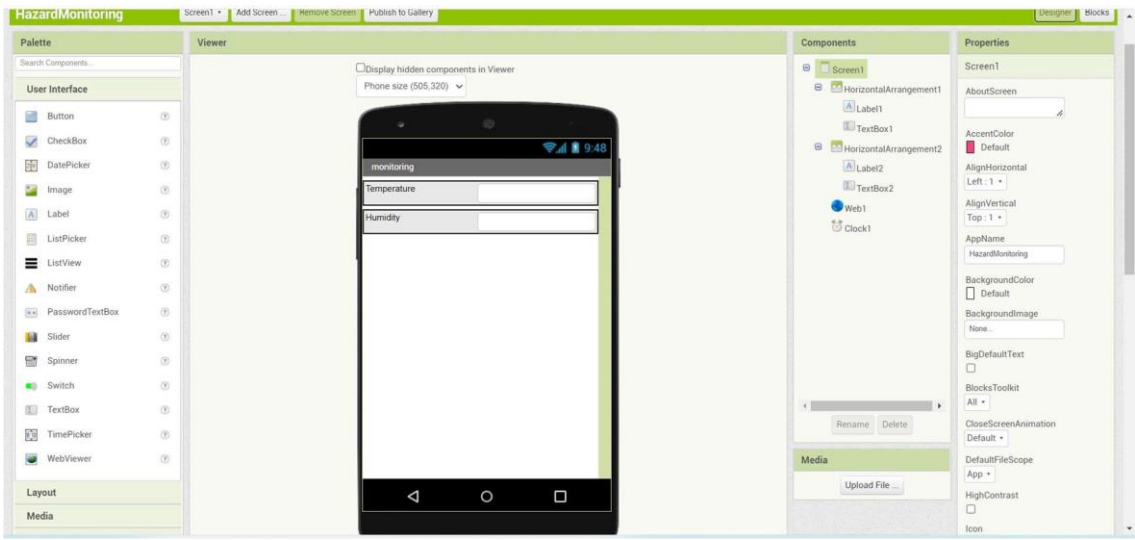 HazardMonitoring
Screen1
Add Screen ...
Remove Screen
Publish to Gallery
Designer
Blocks
Palette
Search Components...
User Interface
Button
CheckBox
DatePicker
Image
Label
ListPicker
ListView
Notifier
PasswordTextBox
Slider
Spinner
Switch
TextBox
TimePicker
WebViewer
Layout
Media
Viewer
Display hidden components in Viewer
Phone size (505,320)
9:48
monitoring
Temperature
Humidity
Components
Screen1
HorizontalArrangement1
Label1
TextBox1
HorizontalArrangement2
Label2
TextBox2
Web1
Clock1
Rename
Delete
Media
Upload File ...
Properties
Screen1
AboutScreen
AccentColor
Default
AlignHorizontal
Left : 1
AlignVertical
Top : 1
AppName
HazardMonitoring
BackgroundColor
Default
BackgroundImage
None...
BigDefaultText
BlocksToolkit
All
CloseScreenAnimation
Default
DefaultFileScope
App
HighContrast
Icon